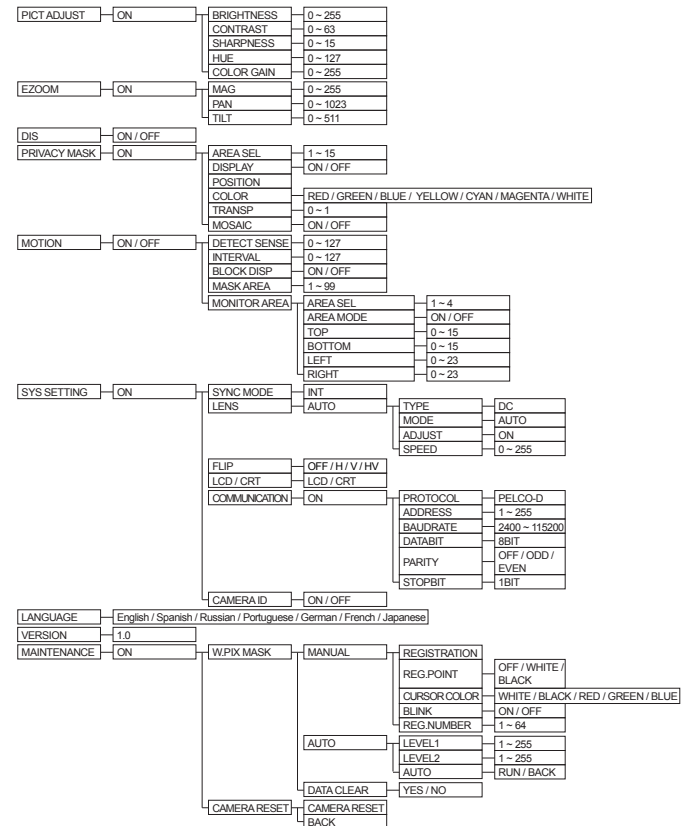 PICT ADJUST ON BRIGHTNESS 0 ~ 255
CONTRAST 0 ~ 63
SHARPNESS 0 ~ 15
HUE 0 ~ 127
COLOR GAIN 0 ~ 255
EZOOM ON MAG 0 ~ 255
PAN 0 ~ 1023
TILT 0 ~ 511
DIS ON / OFF
PRIVACY MASK ON AREA SEL 1 ~ 15
DISPLAY ON / OFF
POSITION
COLOR RED / GREEN / BLUE / YELLOW / CYAN / MAGENTA / WHITE
TRANSP 0 ~ 1
MOSAIC ON / OFF
MOTION ON / OFF DETECT SENSE 0 ~ 127
INTERVAL 0 ~ 127
BLOCK DISP ON / OFF
MASK AREA 1 ~ 99
MONITOR AREA AREA SEL 1 ~ 4
AREA MODE ON / OFF
TOP 0 ~ 15
BOTTOM 0 ~ 15
LEFT 0 ~ 23
RIGHT 0 ~ 23
SYS SETTING ON SYNC MODE INT
LENS AUTO TYPE DC
MODE AUTO
ADJUST ON
SPEED 0 ~ 255
FLIP OFF / H / V / HV
LCD / CRT LCD / CRT
COMMUNICATION ON PROTOCOL PELCO-D
ADDRESS 1 ~ 255
BAUDRATE 2400 ~ 115200
DATABIT 8BIT
PARITY OFF / ODD /
EVEN
STOPBIT 1BIT
CAMERA ID ON / OFF
LANGUAGE English / Spanish / Russian / Portuguese / German / French / Japanese
VERSION 1.0
MAINTENANCE ON W.PIX MASK MANUAL REGISTRATION
REG.POINT OFF / WHITE /
BLACK
CURSOR COLOR WHITE / BLACK / RED / GREEN / BLUE
BLINK ON / OFF
REG.NUMBER 1 ~ 64
AUTO LEVEL1 1 ~ 255
LEVEL2 1 ~ 255
AUTO RUN / BACK
DATA CLEAR YES / NO
CAMERA RESET CAMERA RESET
BACK